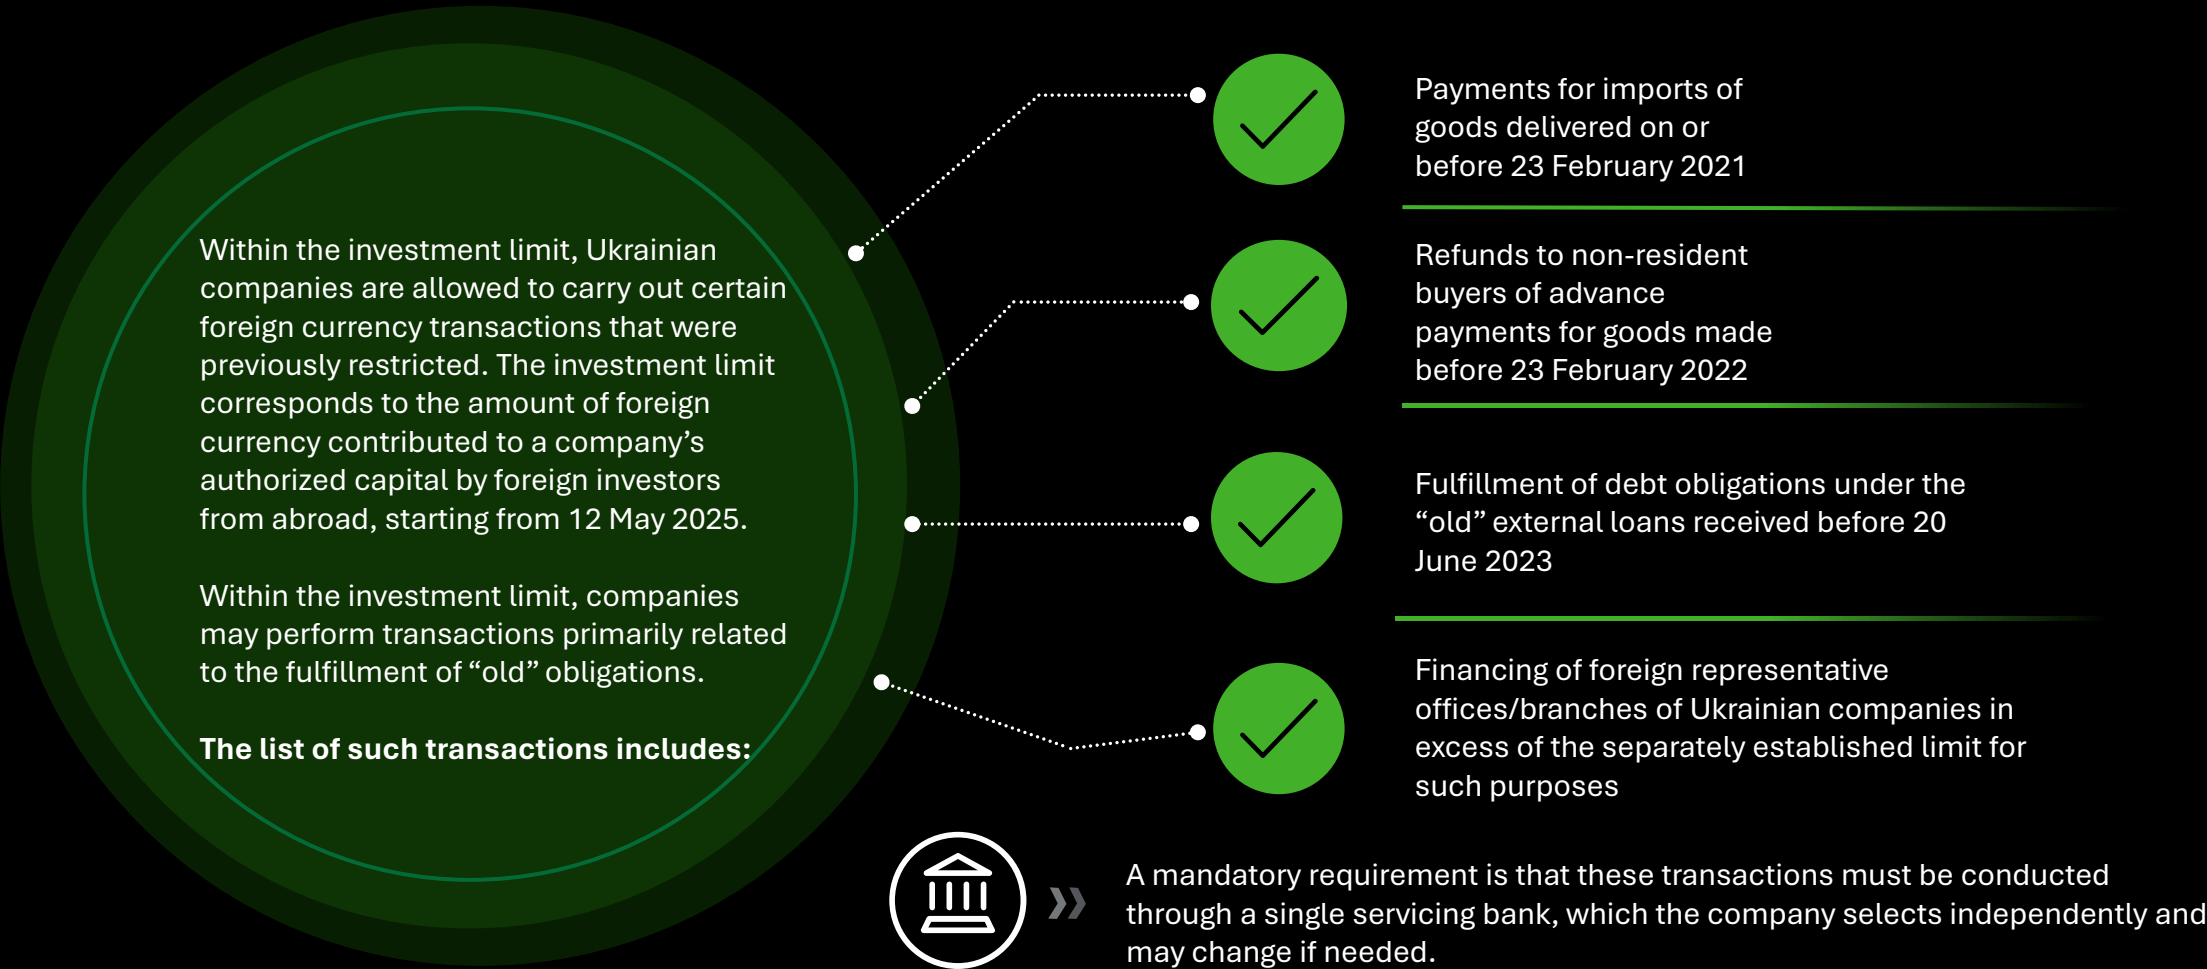 Within the investment limit, Ukrainian
companies are allowed to carry out certain
foreign currency transactions that were
previously restricted. The investment limit
corresponds to the amount of foreign
currency contributed to a company’s
authorized capital by foreign investors
from abroad, starting from 12 May 2025.
Within the investment limit, companies
may perform transactions primarily related
to the fulfillment of “old” obligations.
The list of such transactions includes:
Payments for imports of
goods delivered on or
before 23 February 2021
Refunds to non-resident
buyers of advance
payments for goods made
before 23 February 2022
Fulfillment of debt obligations under the
“old” external loans received before 20
June 2023
Financing of foreign representative
offices/branches of Ukrainian companies in
excess of the separately established limit for
such purposes
A mandatory requirement is that these transactions must be conducted
through a single servicing bank, which the company selects independently and
may change if needed.